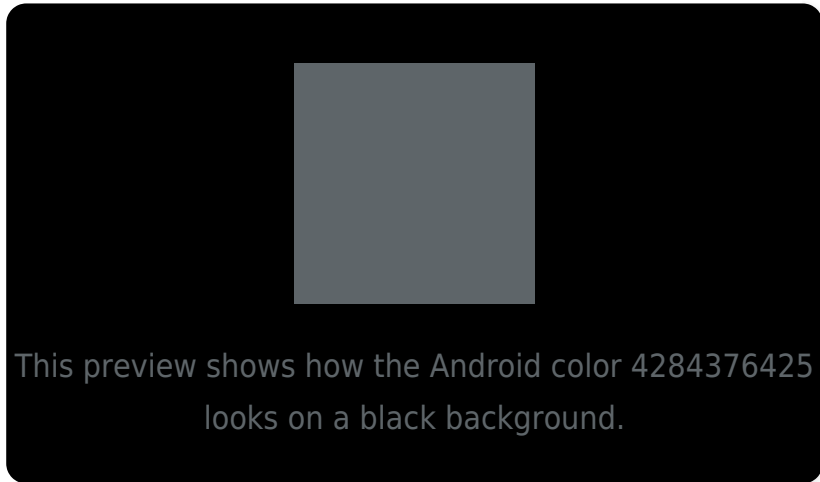 This preview shows how the Android color 4284376425
looks on a black background.